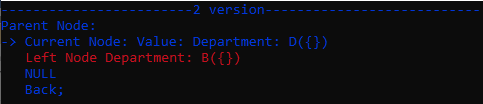 ------------------------2 version---------------------------
Parent Node:
-> Current Node: Value: Department: D({})
   Left Node Department: B({})
   NULL
   Back;